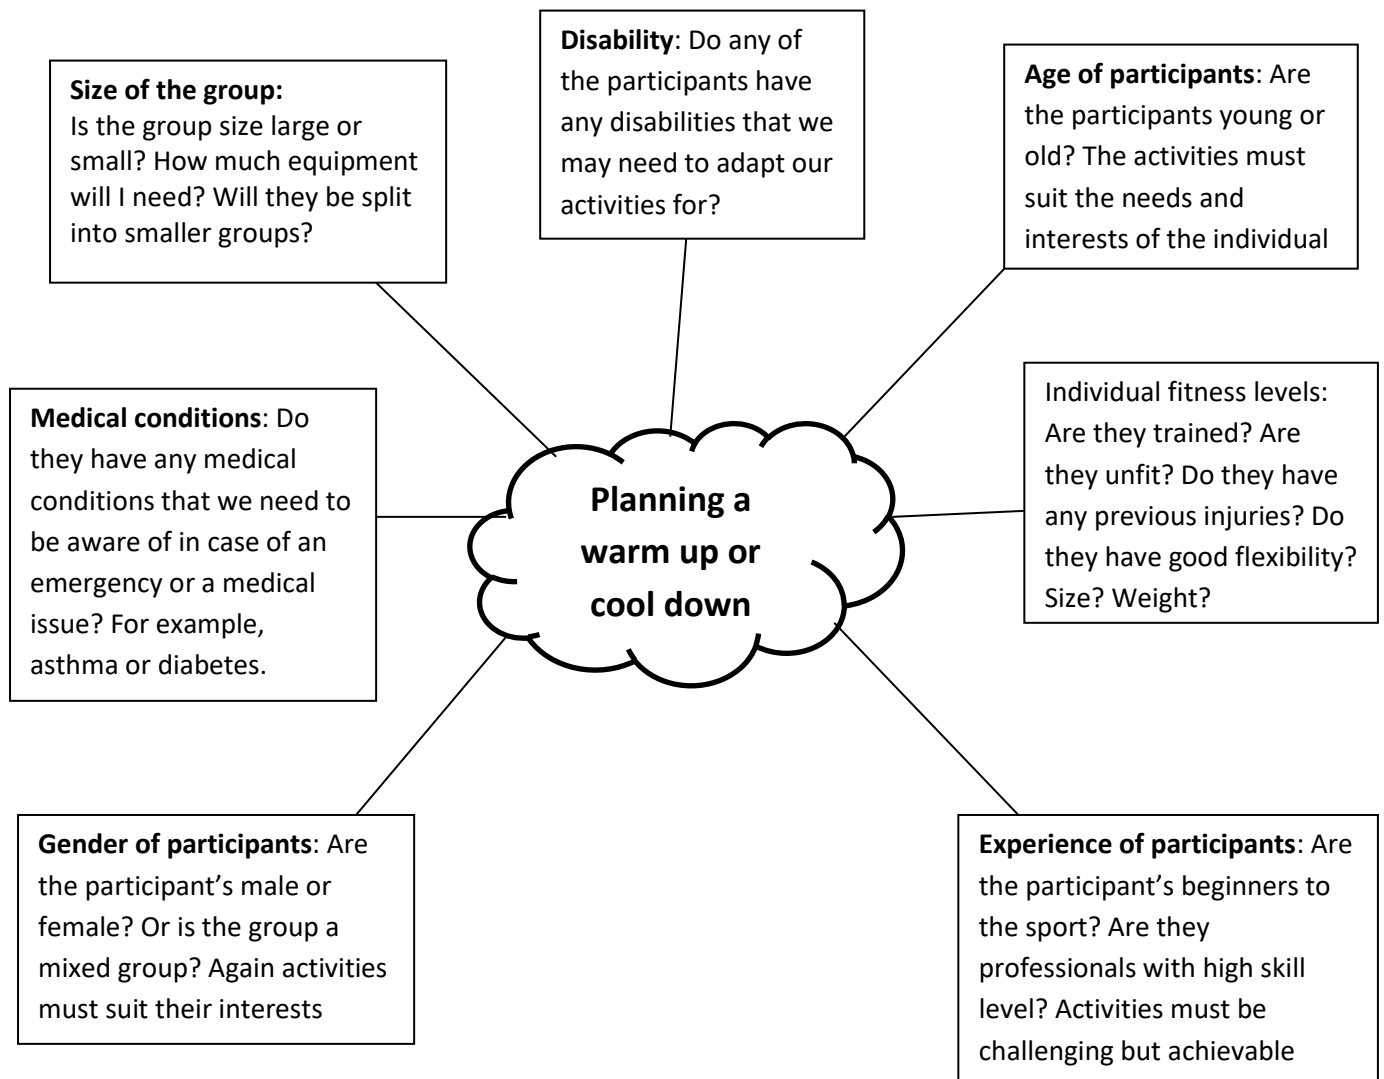 Disability: Do any of
the participants have
any disabilities that we
may need to adapt our
activities for?
Size of the group:
Is the group size large or
small? How much equipment
will I need? Will they be split
into smaller groups?
Age of participants: Are
the participants young or
old? The activities must
suit the needs and
interests of the individual
Medical conditions: Do
they have any medical
conditions that we need to
be aware of in case of an
emergency or a medical
issue? For example,
asthma or diabetes.
Planning a
warm up or
cool down
Individual fitness levels:
Are they trained? Are
they unfit? Do they have
any previous injuries? Do
they have good flexibility?
Size? Weight?
Gender of participants: Are
the participant’s male or
female? Or is the group a
mixed group? Again activities
must suit their interests
Experience of participants: Are
the participant’s beginners to
the sport? Are they
professionals with high skill
level? Activities must be
challenging but achievable